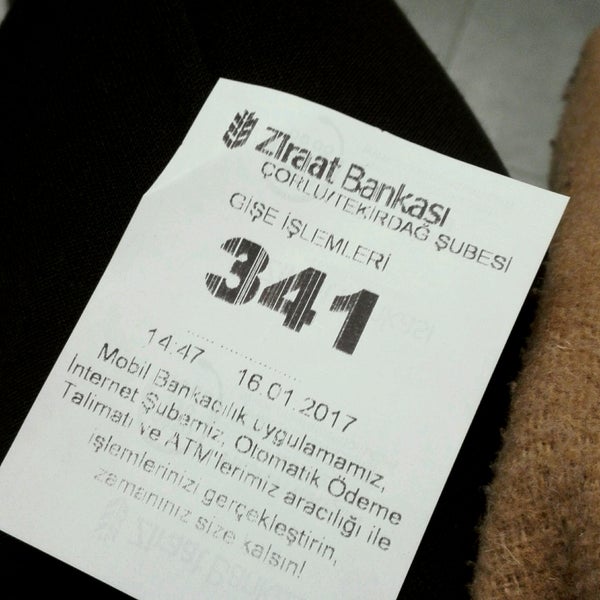 Ziraat Bankası
ÇORLU/TEKİRDAĞ ŞUBESİ
GİŞE İŞLEMLERİ
341
14:47 16.01.2017
Mobil Bankacılık uygulamamız,
İnternet Şubemiz, Otomatik Ödeme
Talimatı ve ATM'lerimiz aracılığı ile
işlemlerinizi gerçekleştirin,
zamanınız size kalsın!